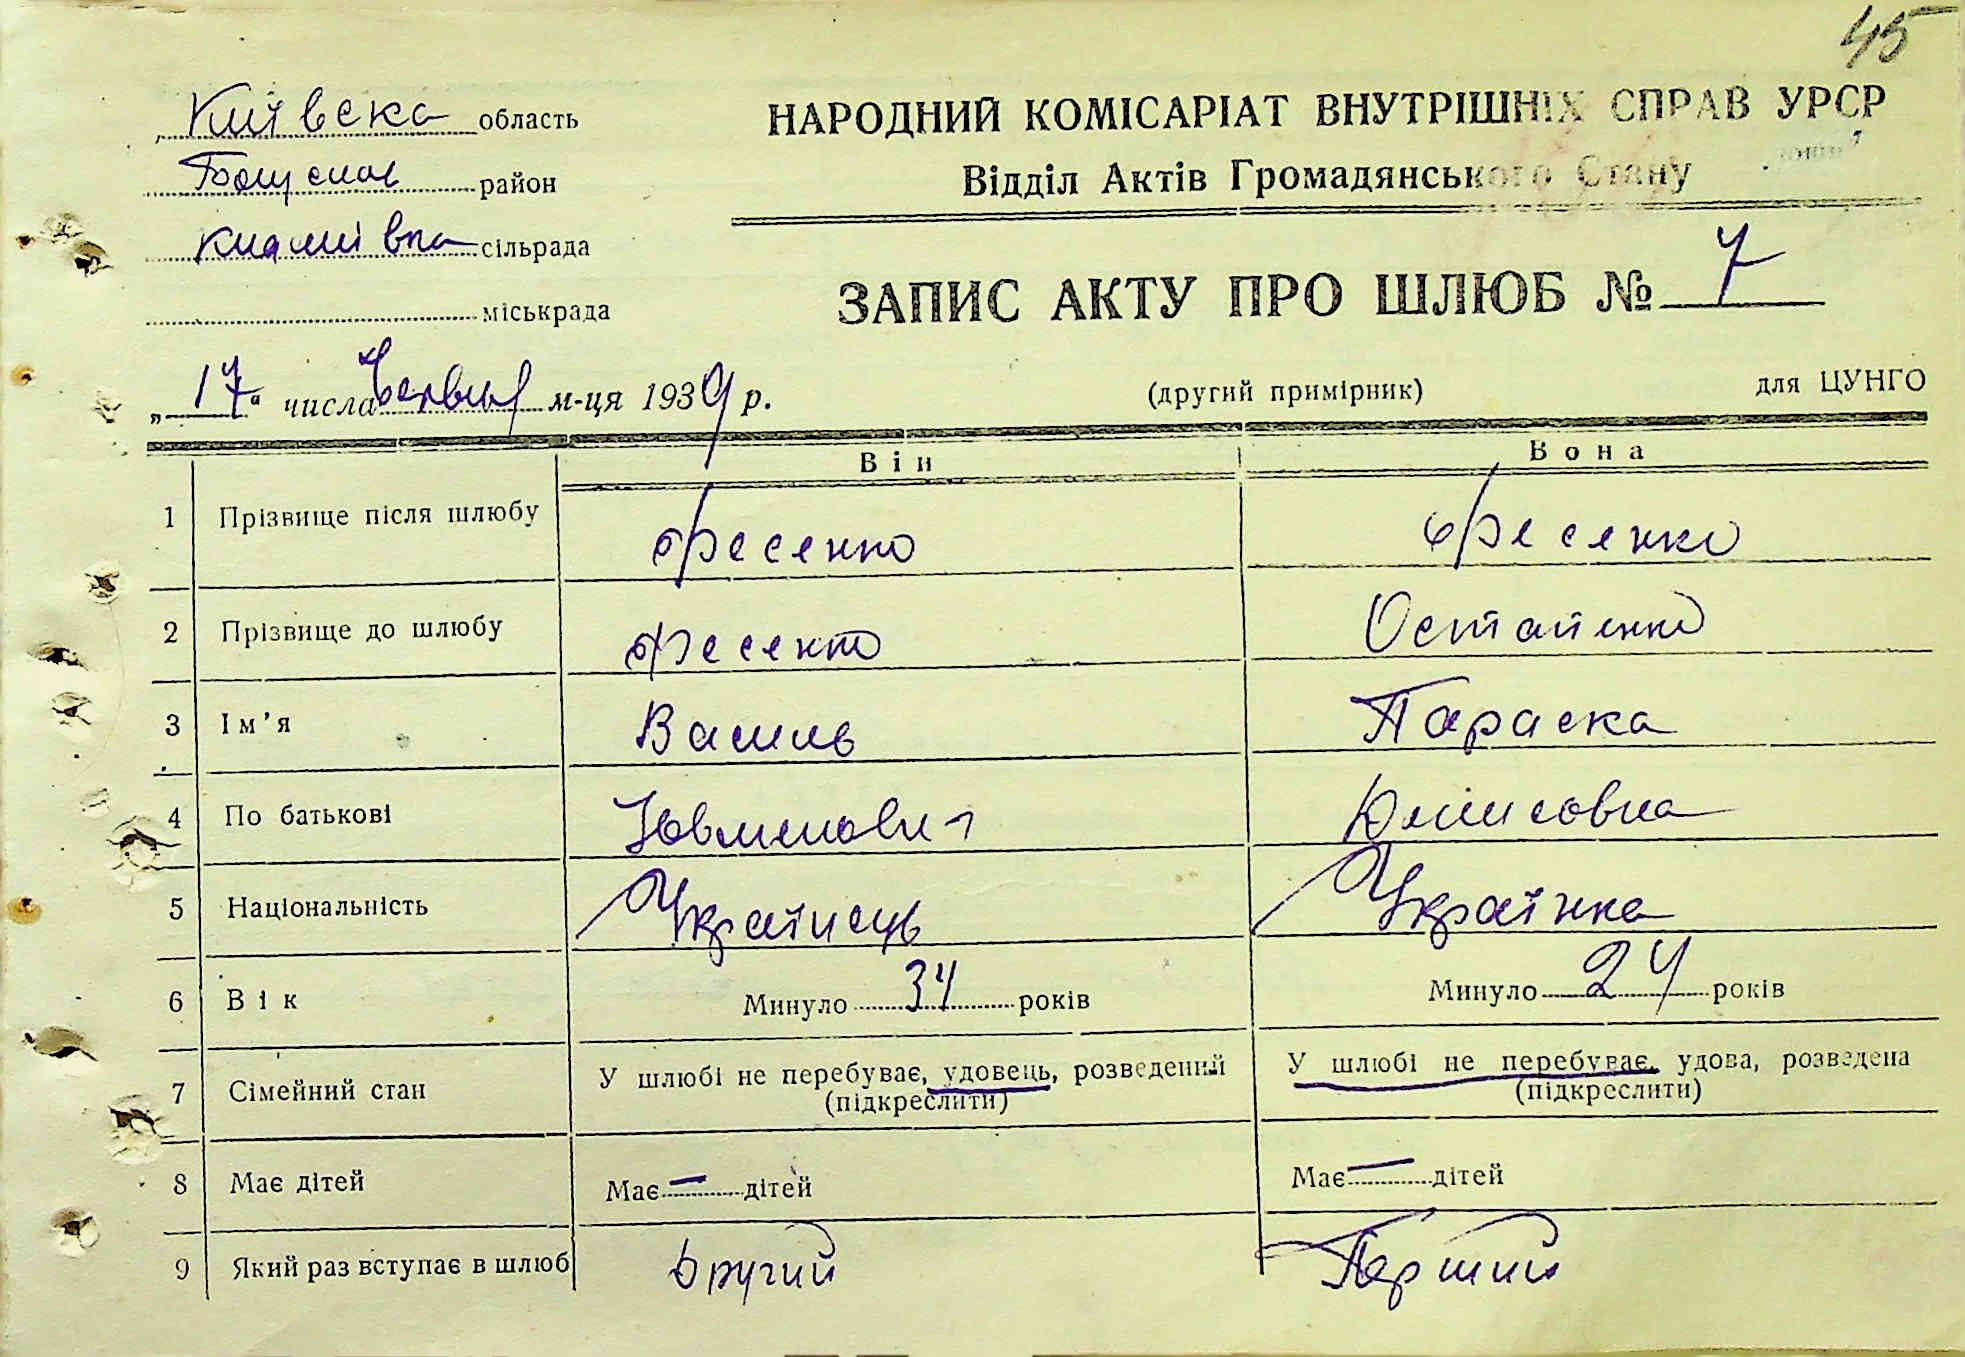 45
Київська область
Богуслав район
сільрада
міськрада
НАРОДНИЙ КОМІСАРІАТ ВНУТРІШНІХ СПРАВ УРСР
Відділ Актів Громадянського Стану
ЗАПИС АКТУ ПРО ШЛЮБ № 7
„17“ числа Червня м-ця 1939 р.
(другий примірник)
для ЦУНГО
Він Вона
1 Прізвище після шлюбу Фесенко Фесенко
2 Прізвище до шлюбу Фесенко Остапенко
3 Ім'я Василь Параска
4 По батькові Денисовна
5 Національність Українець Українка
6 Вік Минуло 34 років Минуло 24 років
7 Сімейний стан У шлюбі не перебуває, удовець, розведений У шлюбі не перебуває, удова, розведена
(підкреслити) (підкреслити)
8 Має дітей Має — дітей Має — дітей
9 Який раз вступає в шлюб другий Перший